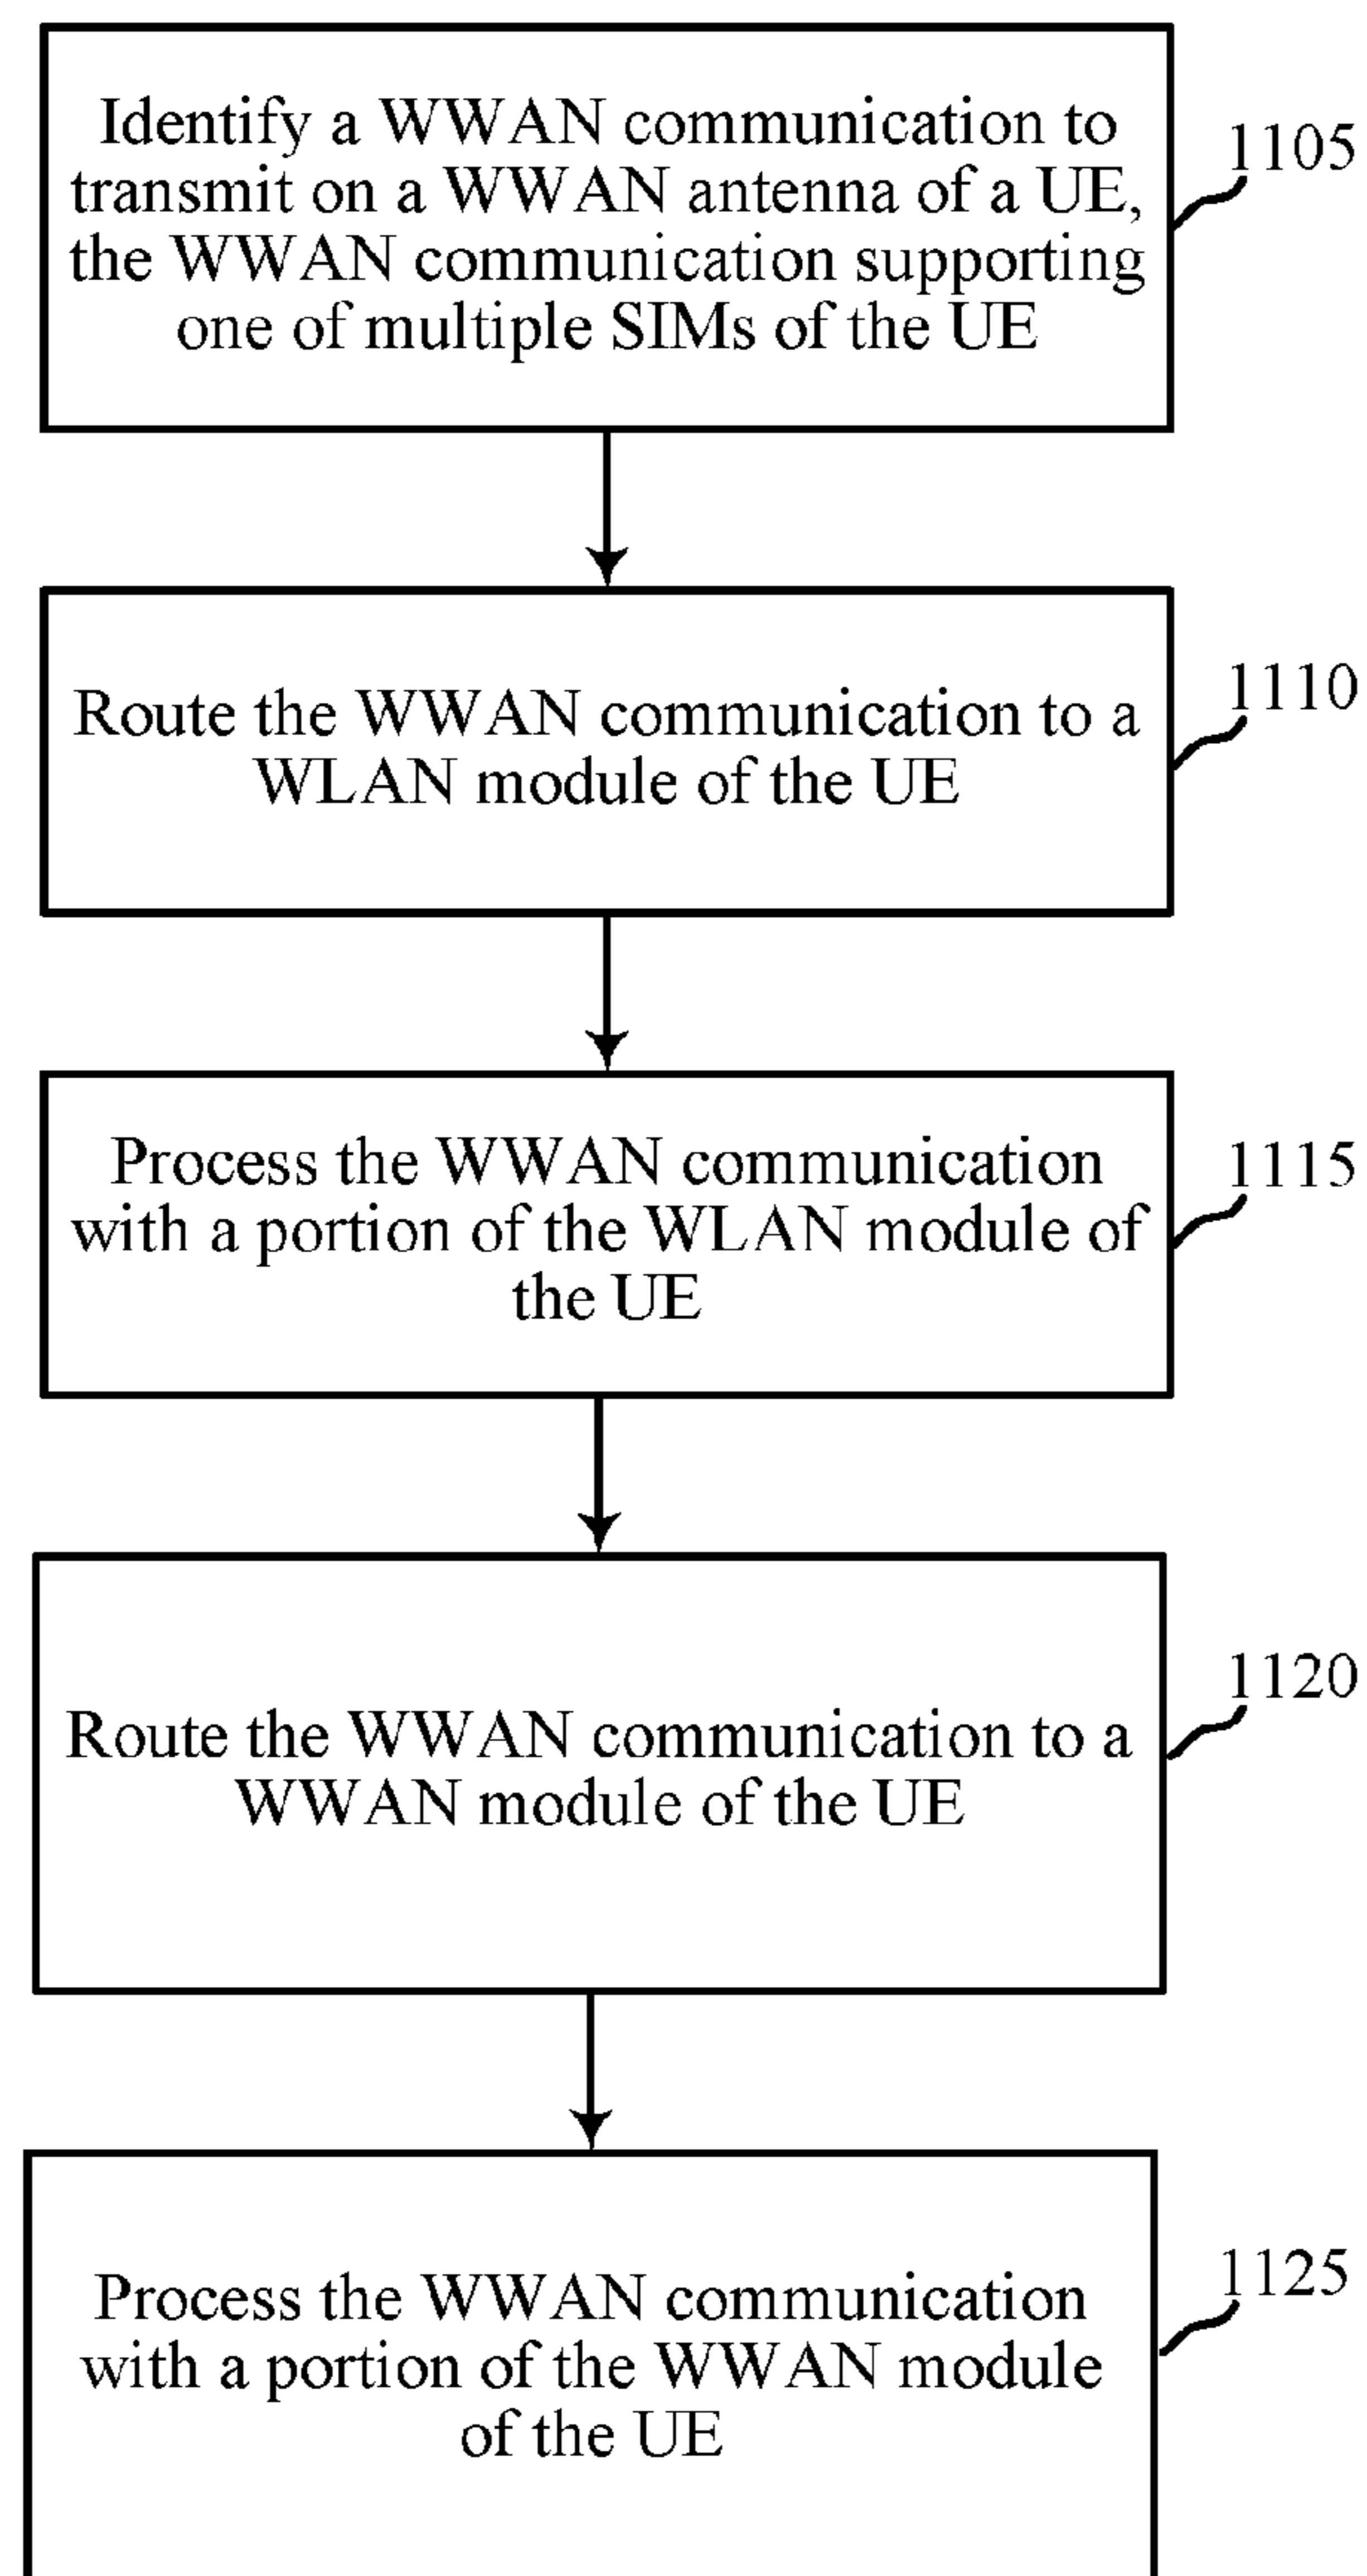 Identify a WWAN communication to
transmit on a WWAN antenna of a UE,
the WWAN communication supporting
one of multiple SIMs of the UE
1105
Route the WWAN communication to a
WLAN module of the UE
1110
Process the WWAN communication
with a portion of the WLAN module of
the UE
1115
Route the WWAN communication to a
WWAN module of the UE
1120
Process the WWAN communication
with a portion of the WWAN module
of the UE
1125